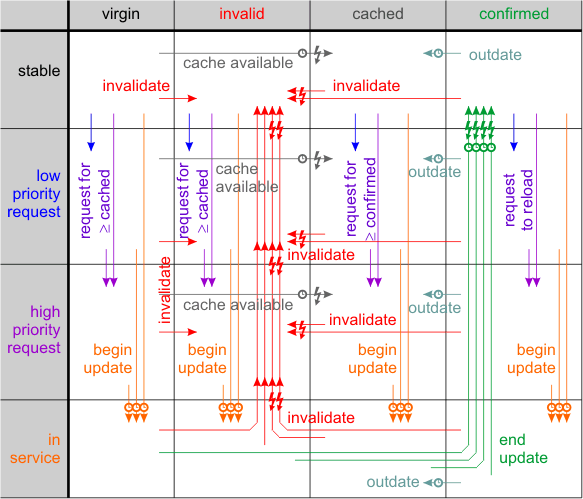 virgin
invalid
cached
confirmed
stable
cache available
outdate
invalidate
invalidate
low
priority
request
request for
≥ cached
request for
≥ cached
cache
available
request for
≥ confirmed
outdate
request
to reload
invalidate
invalidate
high
priority
request
cache available
outdate
invalidate
begin
update
begin
update
begin
update
begin
update
in
service
invalidate
end
update
outdate